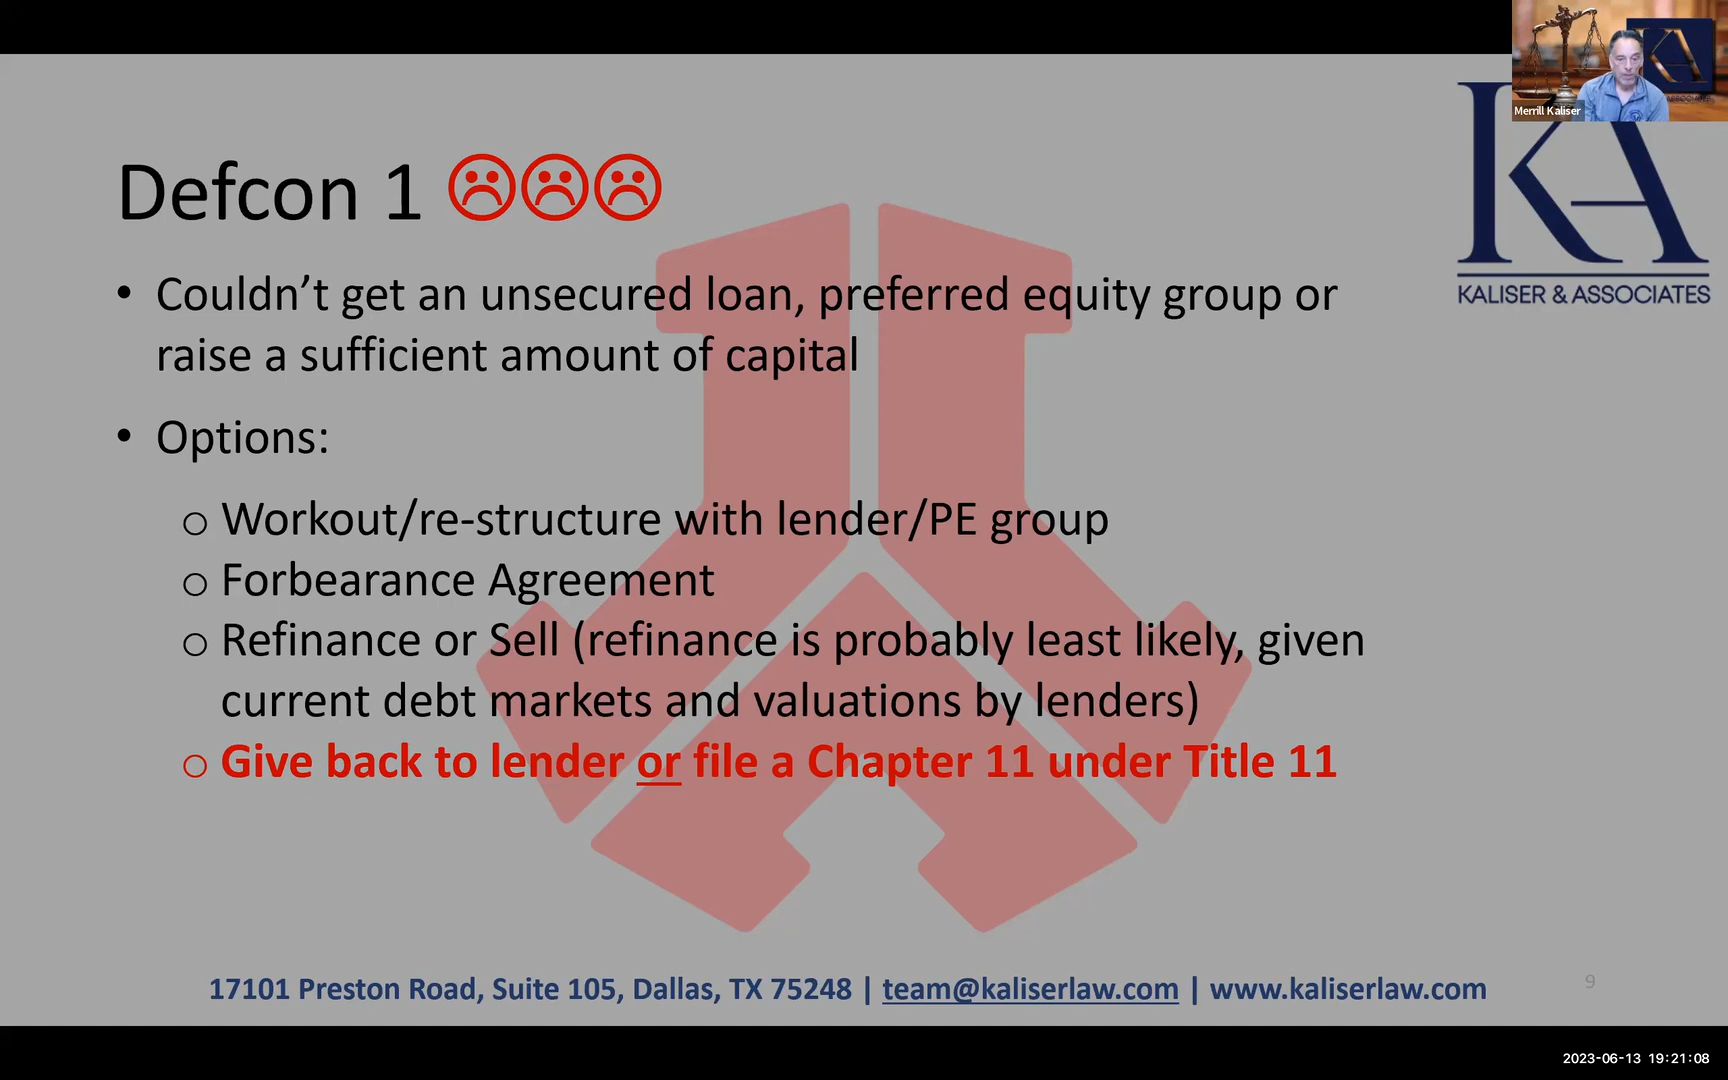 Merrill Kaliser
KA
KALISER & ASSOCIATES
Defcon 1 ☹☹☹
• Couldn’t get an unsecured loan, preferred equity group or
raise a sufficient amount of capital
• Options:
o Workout/re-structure with lender/PE group
o Forbearance Agreement
o Refinance or Sell (refinance is probably least likely, given
current debt markets and valuations by lenders)
o Give back to lender or file a Chapter 11 under Title 11
17101 Preston Road, Suite 105, Dallas, TX 75248 | team@kaliserlaw.com | www.kaliserlaw.com
9
2023-06-13 19:21:08